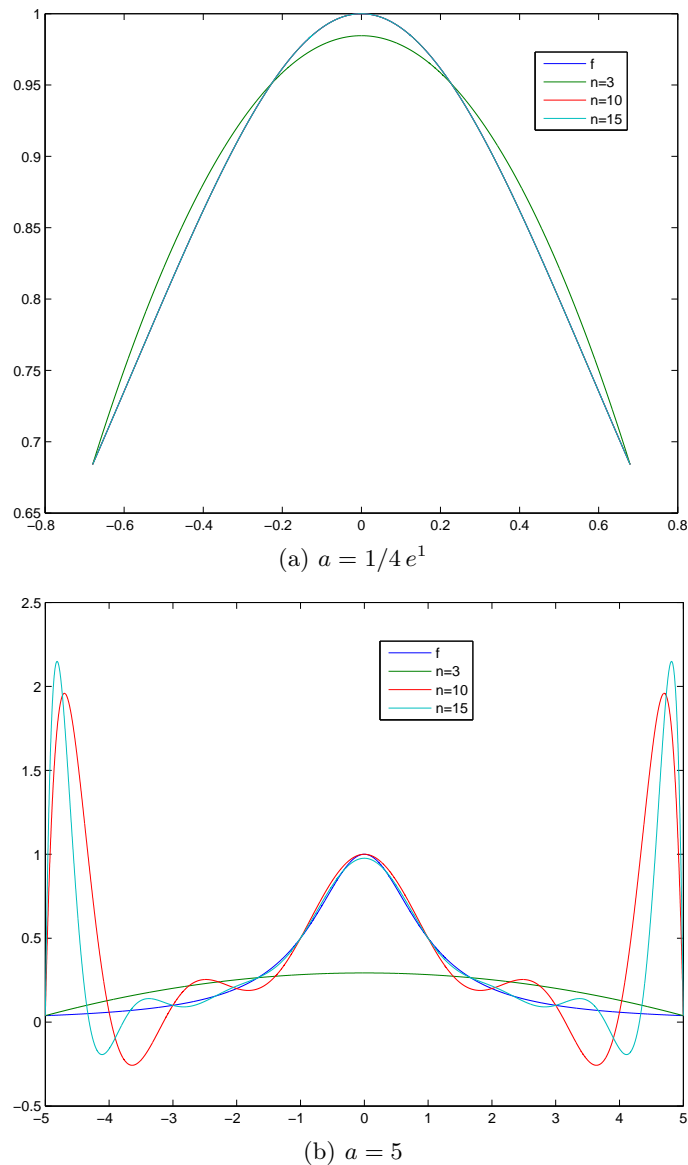 1
0.95
0.9
0.85
0.8
0.75
0.7
0.65
f
n=3
n=10
n=15
−0.8 −0.6 −0.4 −0.2 0 0.2 0.4 0.6 0.8
(a) a = 1/4 e¹
2.5
2
1.5
1
0.5
0
−0.5
f
n=3
n=10
n=15
−5 −4 −3 −2 −1 0 1 2 3 4 5
(b) a = 5